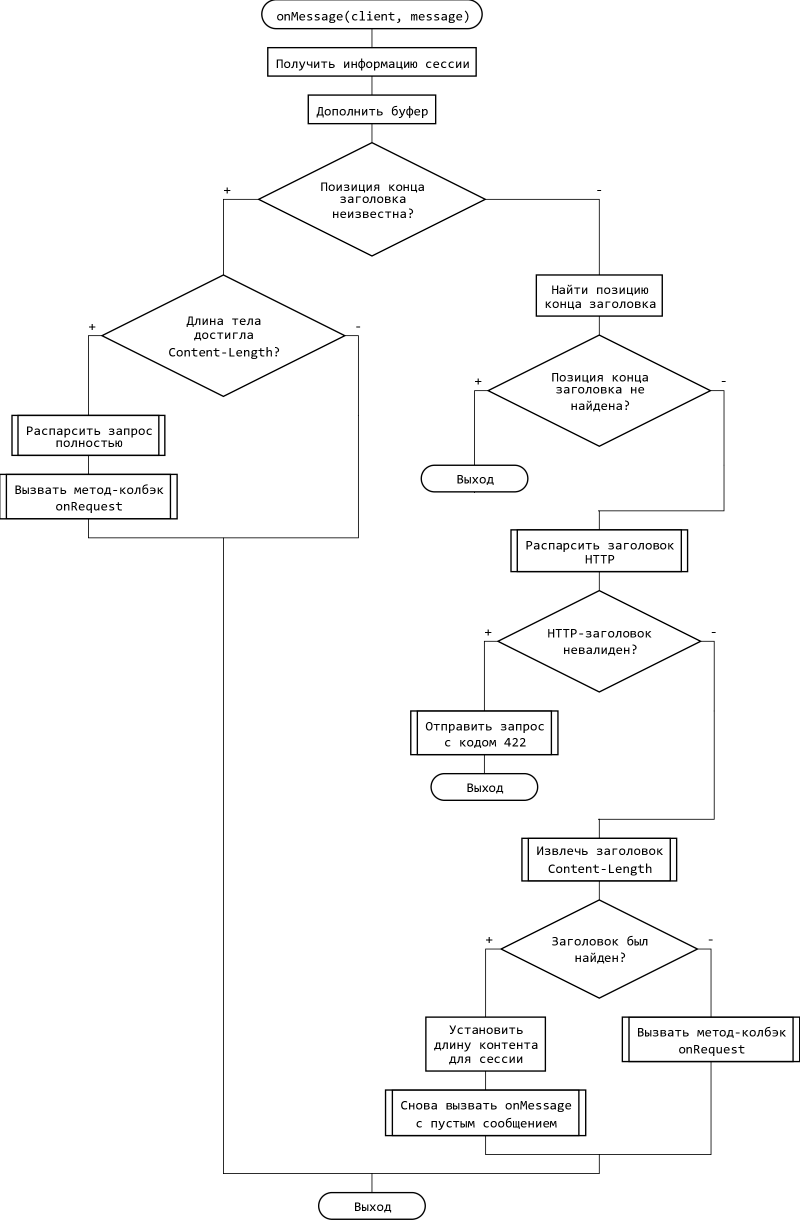 onMessage(client, message)
Получить информацию сессии
Дополнить буфер
Поизиция конца
заголовка
неизвестна?
+
-
Найти позицию
конца заголовка
Длина тела
достигла
Content-Length?
+
-
Позиция конца
заголовка не
найдена?
+
-
Распарсить запрос
полностью
Вызвать метод-колбэк
onRequest
Выход
Распарсить заголовок
HTTP
HTTP-заголовок
невалиден?
+
-
Отправить запрос
с кодом 422
Выход
Извлечь заголовок
Content-Length
Заголовок был
найден?
+
-
Установить
длину контента
для сессии
Вызвать метод-колбэк
onRequest
Снова вызвать onMessage
с пустым сообщением
Выход